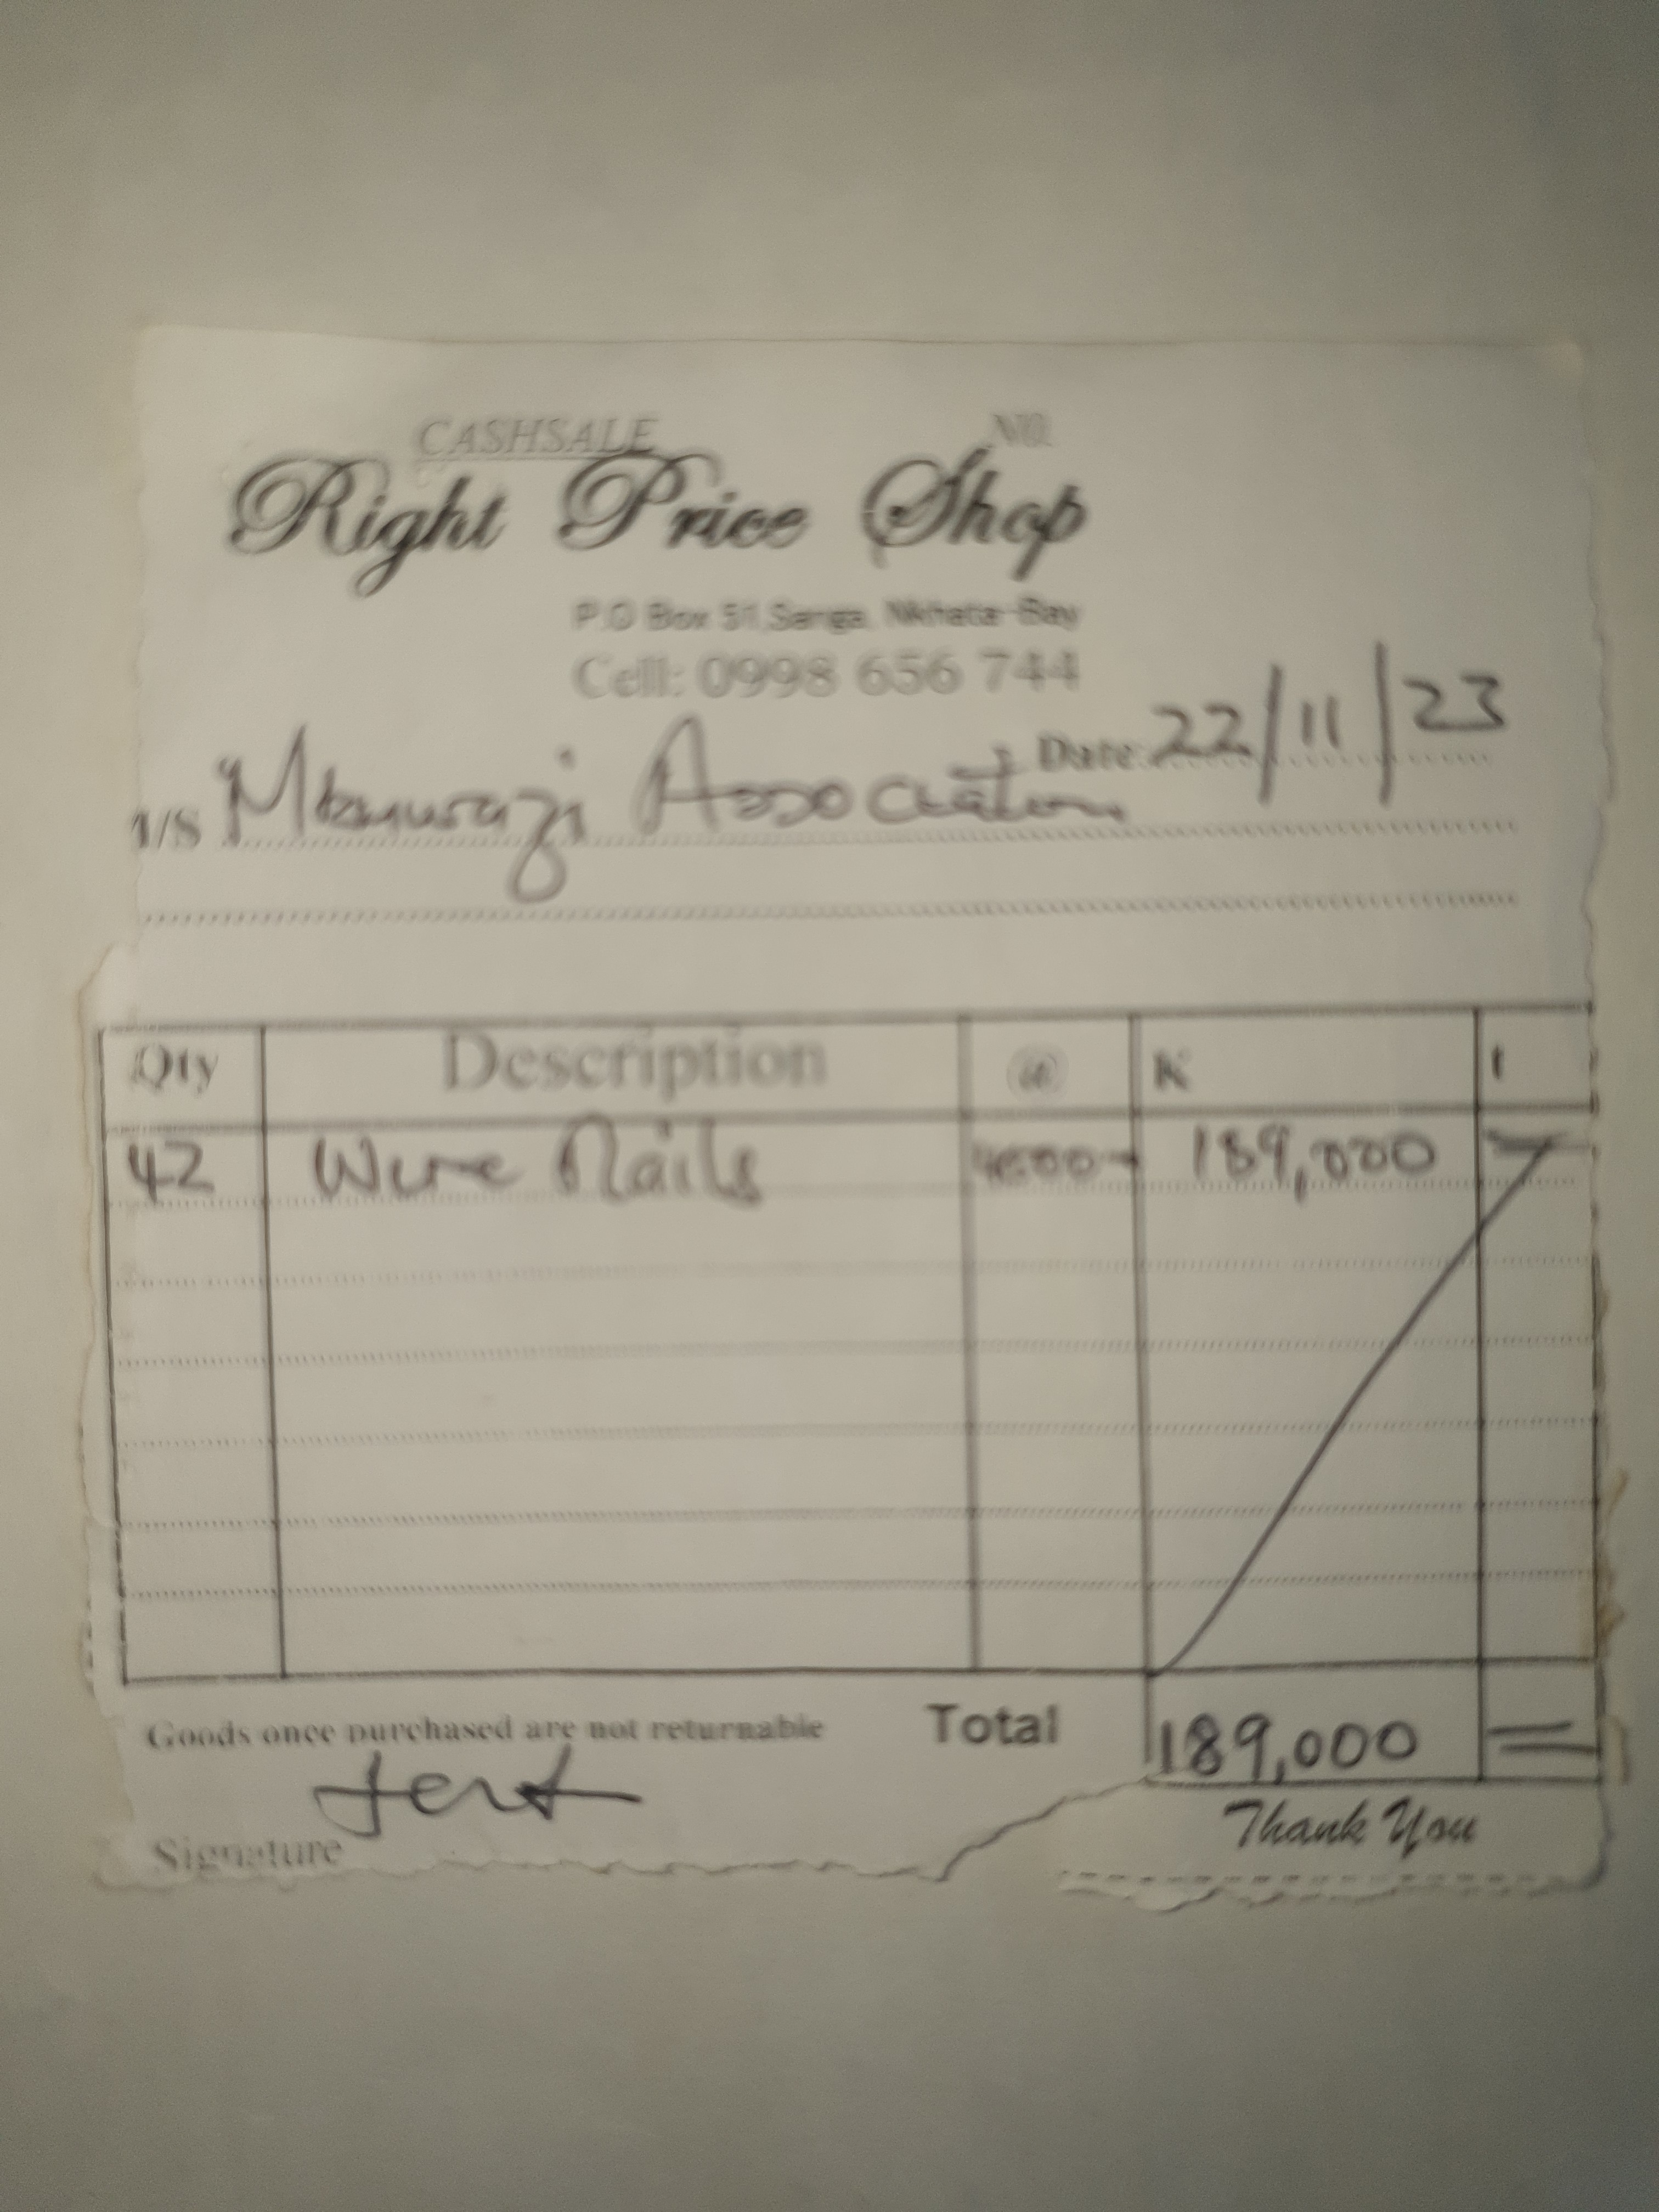 CASHSALE NO.
Right Price Shop
P.O Box 51, Sanga, Nkhata-Bay
Cell: 0998 656 744
Date: 22/11/23
/S Association
Qty Description @ K t
42 Wire Nails 4500 189,000
Goods once purchased are not returnable Total 189,000 =
Signature
Thank You